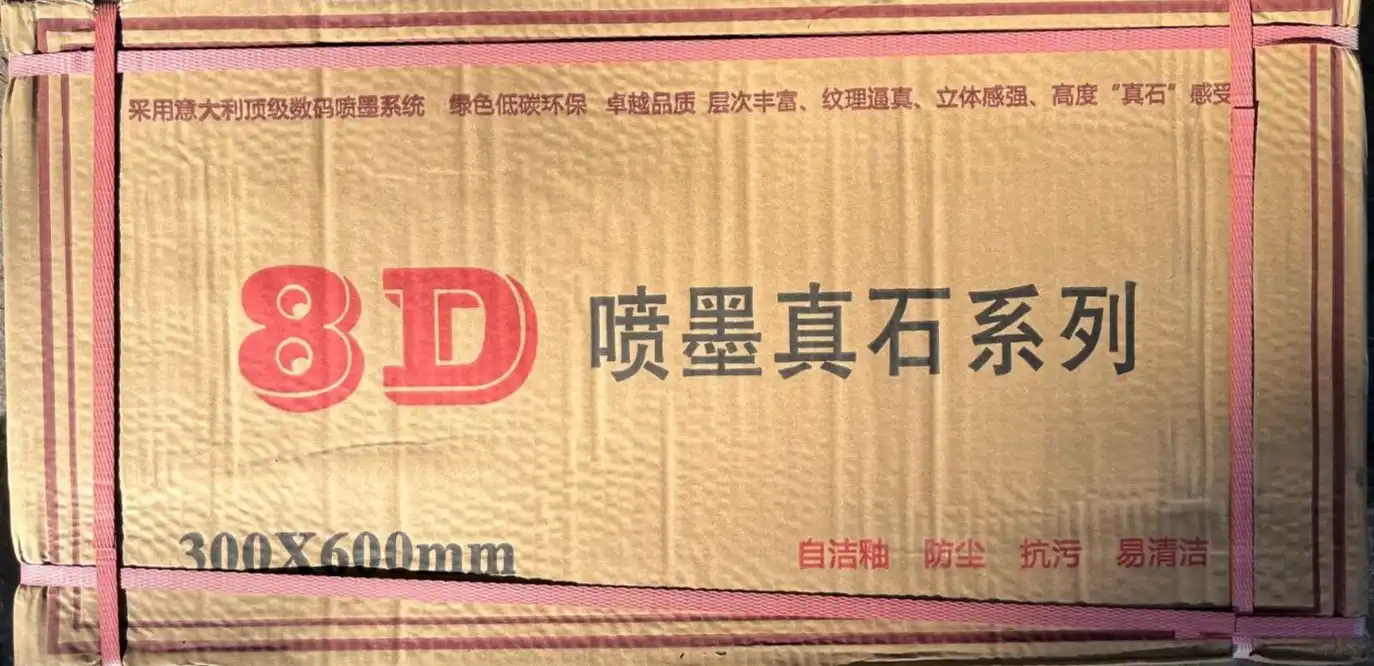 采用意大利顶级数码喷墨系统 绿色低碳环保 卓越品质 层次丰富、纹理逼真、立体感强、高度“真石”感受
8D 喷墨真石系列
300X600mm 自洁釉 防尘 抗污 易清洁